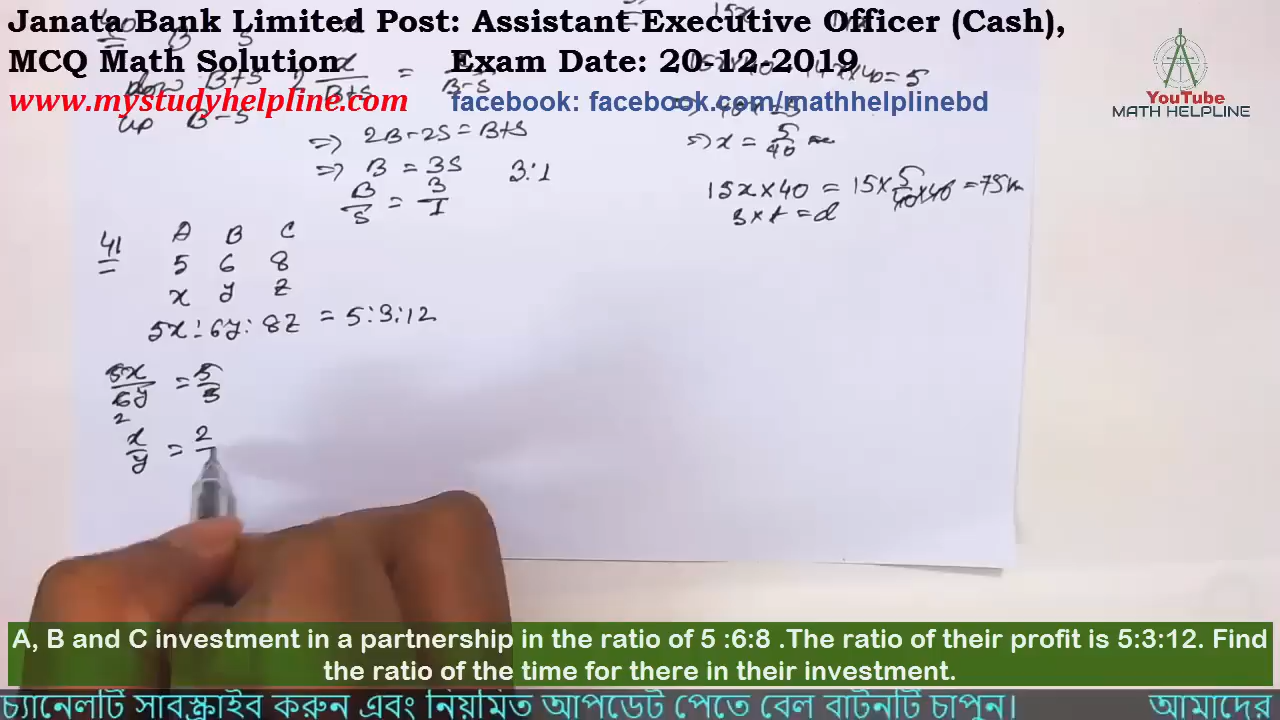 Janata Bank Limited Post: Assistant Executive Officer (Cash),
MCQ Math Solution Exam Date: 20-12-2019
www.mystudyhelpline.com facebook: facebook.com/mathhelplinebd
YouTube
MATH HELPLINE
B+S
up B-S
=> 2B-2S = B+S
=> B = 3S 3:1
B/S = 3/1
=> x = 5/40
15x×40 = 15×5/40×40 = 75m
s×t = d
41 A B C
5 6 8
x y z
5x : 6y : 8z = 5:3:12
5x/6y = 5/3
2
x/y = 2
A, B and C investment in a partnership in the ratio of 5 :6:8 .The ratio of their profit is 5:3:12. Find
the ratio of the time for there in their investment.
চ্যানেলটি সাবস্ক্রাইব করুন এবং নিয়মিত আপডেট পেতে বেল বাটনটি চাপুন। আমাদের